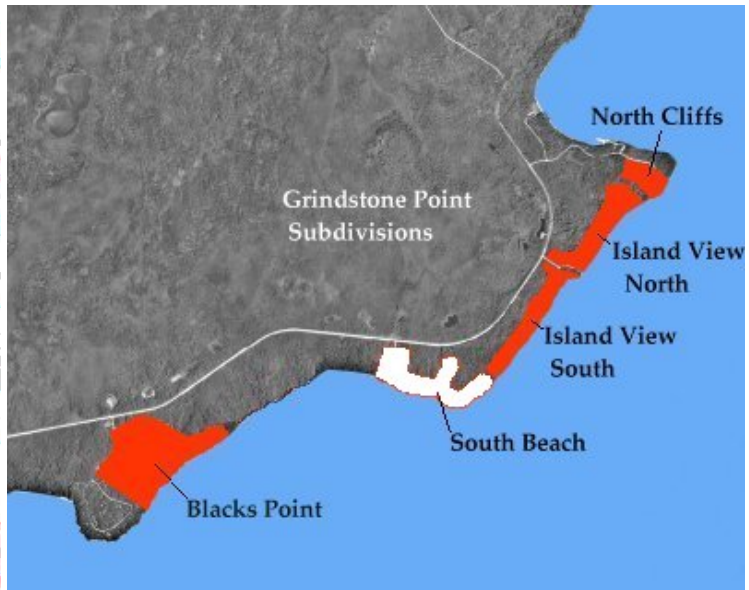 North Cliffs
Grindstone Point
Subdivisions
Island View
North
Island View
South
South Beach
Blacks Point